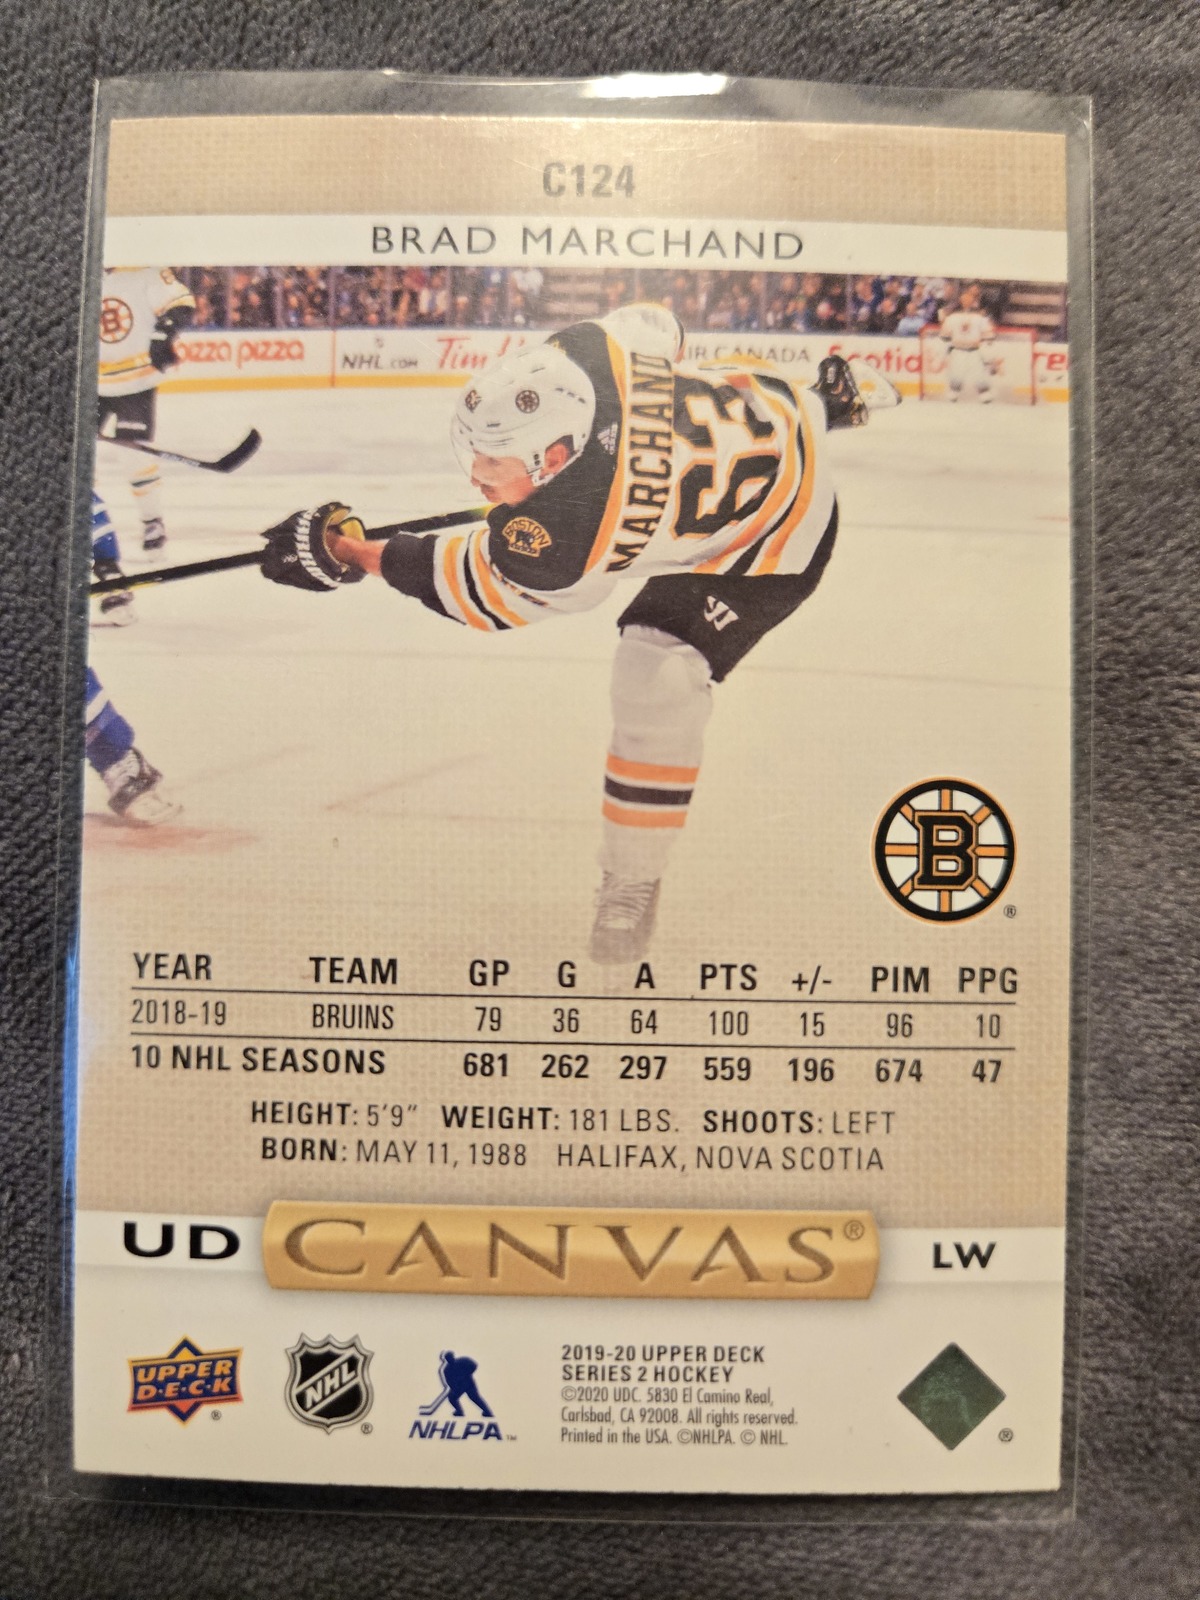 C124
BRAD MARCHAND
pizza pizza NHL.COM Tim AIR CANADA Scotia
MARCHAND
63
BOSTON
B
YEAR TEAM GP G A PTS +/- PIM PPG
2018-19 BRUINS 79 36 64 100 15 96 10
10 NHL SEASONS 681 262 297 559 196 674 47
HEIGHT: 5'9" WEIGHT: 181 LBS. SHOOTS: LEFT
BORN: MAY 11, 1988 HALIFAX, NOVA SCOTIA
UD CANVAS® LW
UPPER DECK® NHL® NHLPA™
2019-20 UPPER DECK
SERIES 2 HOCKEY
©2020 UDC. 5830 El Camino Real,
Carlsbad, CA 92008. All rights reserved.
Printed in the USA. ©NHLPA. © NHL.